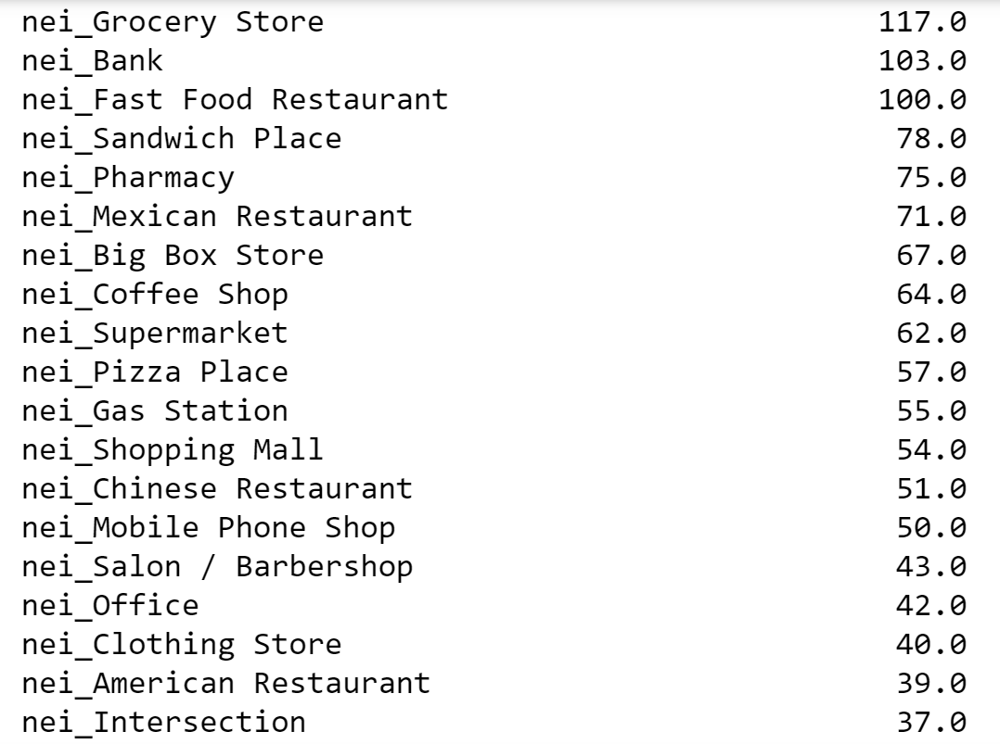 nei_Grocery Store 117.0
nei_Bank 103.0
nei_Fast Food Restaurant 100.0
nei_Sandwich Place 78.0
nei_Pharmacy 75.0
nei_Mexican Restaurant 71.0
nei_Big Box Store 67.0
nei_Coffee Shop 64.0
nei_Supermarket 62.0
nei_Pizza Place 57.0
nei_Gas Station 55.0
nei_Shopping Mall 54.0
nei_Chinese Restaurant 51.0
nei_Mobile Phone Shop 50.0
nei_Salon / Barbershop 43.0
nei_Office 42.0
nei_Clothing Store 40.0
nei_American Restaurant 39.0
nei_Intersection 37.0